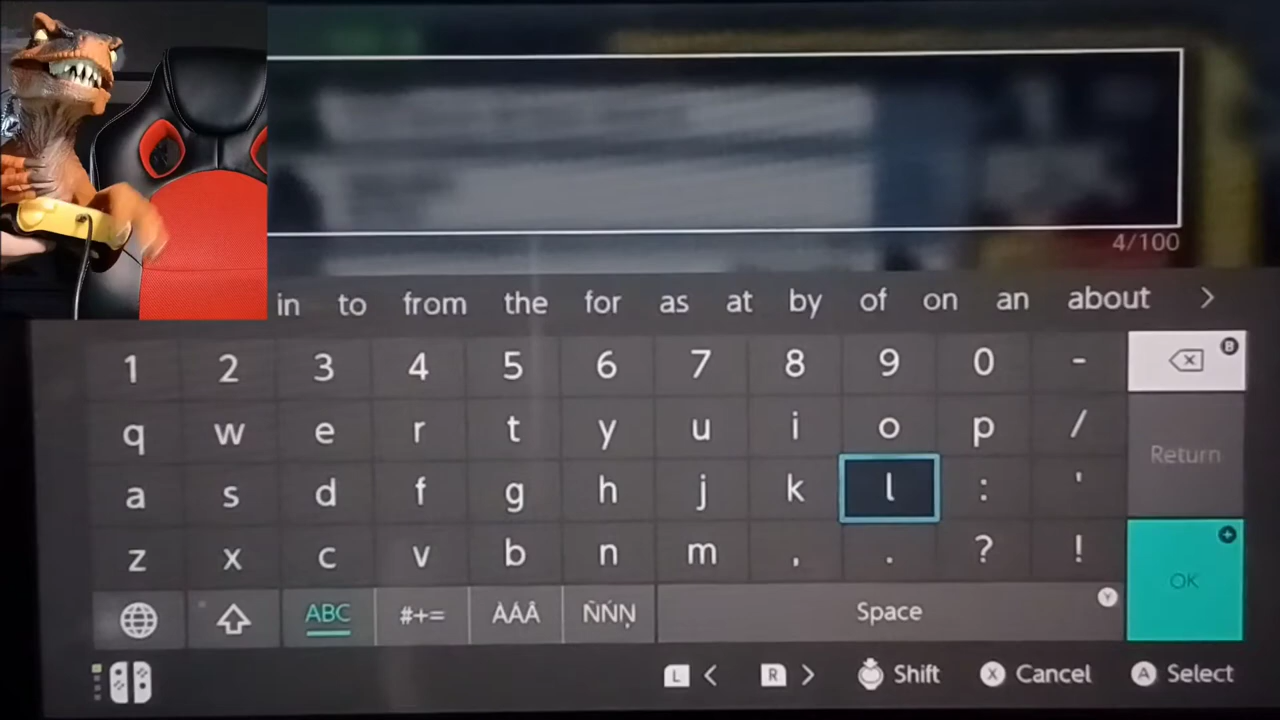 4/100
in to from the for as at by of on an about >
1 2 3 4 5 6 7 8 9 0 - B
q w e r t y u i o p / Return
a s d f g h j k l : '
z x c v b n m , . ? ! OK +
ABC #+= ÀÁÂ ÑŃŅ Space Y
L < R > Shift X Cancel A Select